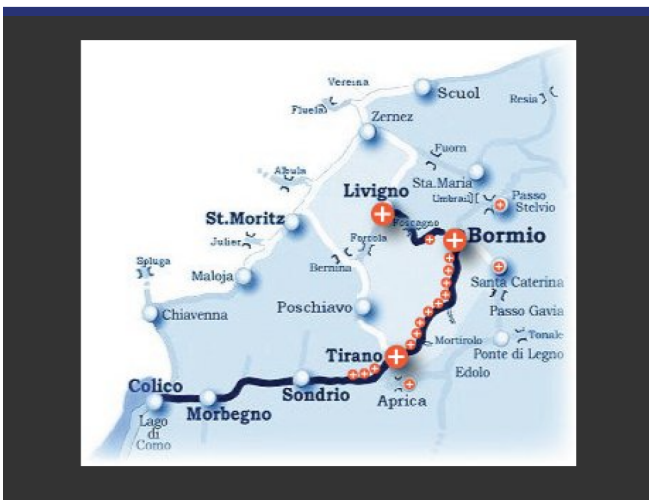 Vereina
Scuol
Resia
Fluela
Zernez
Fuorn
Albula
Sta.Maria
Livigno
Umbrail
Passo
Stelvio
St.Moritz
Foscagno
Bormio
Julier
Forcola
Spluga
Bernina
Maloja
Santa Caterina
Chiavenna
Poschiavo
Passo Gavia
Tonale
Mortirolo
Tirano
Ponte di Legno
Edolo
Colico
Sondrio
Aprica
Morbegno
Lago
di
Como